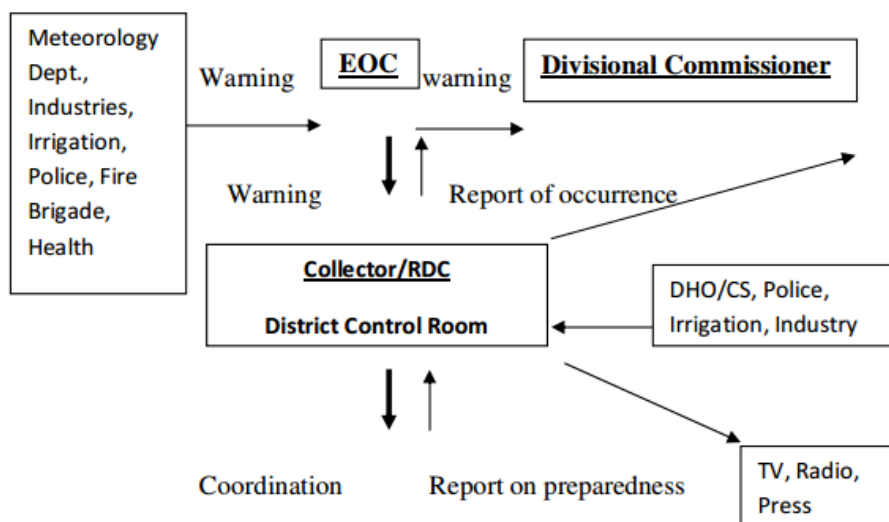 Meteorology
Dept.,
Industries,
Irrigation,
Police, Fire
Brigade,
Health
Warning
EOC
warning
Divisional Commissioner
Warning
Report of occurrence
Collector/RDC
District Control Room
DHO/CS, Police,
Irrigation, Industry
Coordination
Report on preparedness
TV, Radio,
Press